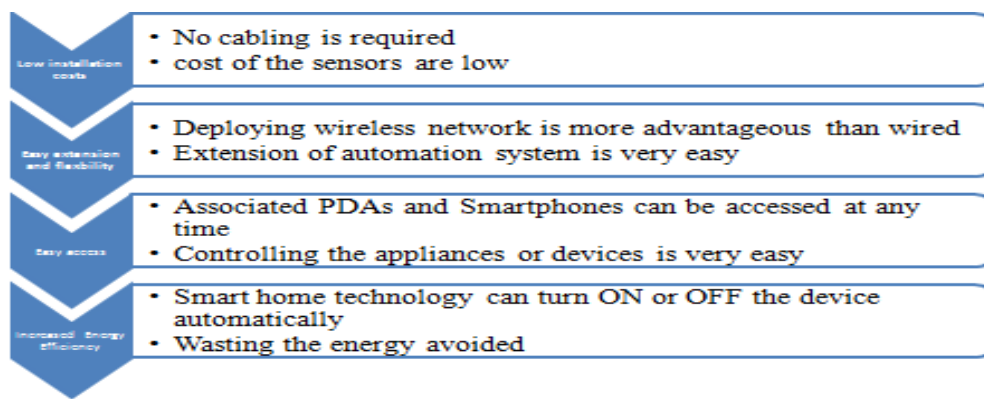 Low installation
costs
• No cabling is required
• cost of the sensors are low
Easy extension
and flexibility
• Deploying wireless network is more advantageous than wired
• Extension of automation system is very easy
Easy access
• Associated PDAs and Smartphones can be accessed at any
time
• Controlling the appliances or devices is very easy
Increased Energy
Efficiency
• Smart home technology can turn ON or OFF the device
automatically
• Wasting the energy avoided